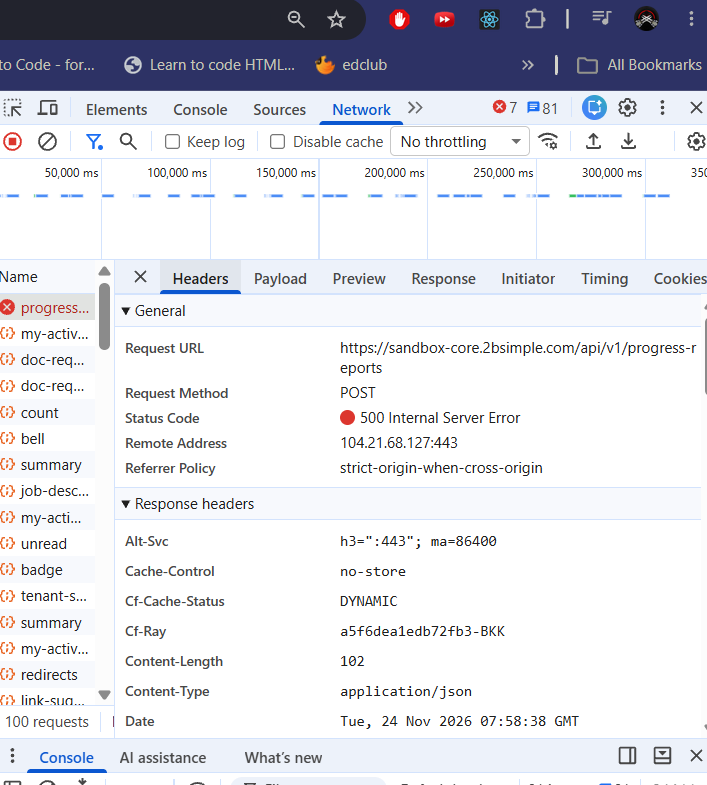 to Code - for... Learn to code HTML... edclub » All Bookmarks
Elements Console Sources Network 7 81
Keep log Disable cache No throttling
50,000 ms 100,000 ms 150,000 ms 200,000 ms 250,000 ms 300,000 ms 350
Name
Headers Payload Preview Response Initiator Timing Cookies
progress...
my-activ...
doc-req...
doc-req...
count
bell
summary
job-desc...
my-acti...
unread
badge
tenant-s...
summary
my-activ...
redirects
link-sug...
General
Request URL https://sandbox-core.2bsimple.com/api/v1/progress-r
eports
Request Method POST
Status Code 500 Internal Server Error
Remote Address 104.21.68.127:443
Referrer Policy strict-origin-when-cross-origin
Response headers
Alt-Svc h3=":443"; ma=86400
Cache-Control no-store
Cf-Cache-Status DYNAMIC
Cf-Ray a5f6dea1edb72fb3-BKK
Content-Length 102
Content-Type application/json
Date Tue, 24 Nov 2026 07:58:38 GMT
100 requests
Console AI assistance What's new